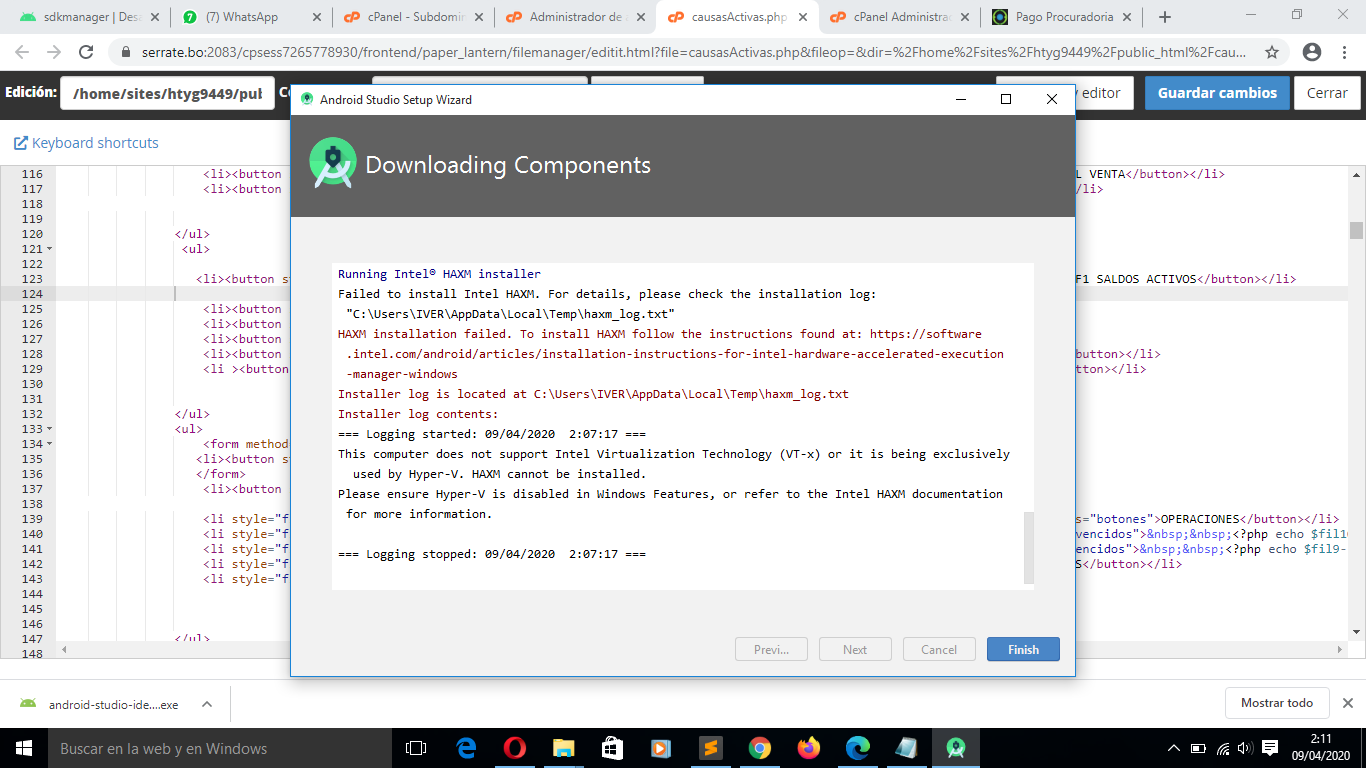 sdkmanager | Desa
(7) WhatsApp
cPanel - Subdomin
Administrador de a
causasActivas.php
cPanel Administra
Pago Procuradoria
serrate.bo:2083/cpsess7265778930/frontend/paper_lantern/filemanager/editit.html?file=causasActivas.php&fileop=&dir=%2Fhome%2Fsites%2Fhtyg9449%2Fpublic_html%2Fcau...
Edición:
/home/sites/htyg9449/pub
editor
Guardar cambios
Cerrar
Keyboard shortcuts
Android Studio Setup Wizard
Downloading Components
116 <li><button L VENTA</button></li>
117 <li><button /li>
118
119
120 </ul>
121 <ul>
122
123 <li><button st F1 SALDOS ACTIVOS</button></li>
124
125 <li><button
126 <li><button
127 <li><button
128 <li><button button></li>
129 <li ><button tton></li>
130
131
132 </ul>
133 <ul>
134 <form method
135 <li><button st
136 </form>
137 <li><button
138
139 <li style="f s="botones">OPERACIONES</button></li>
140 <li style="f vencidos">&nbsp;&nbsp;<?php echo $fil10
141 <li style="f encidos">&nbsp;&nbsp;<?php echo $fil9-
142 <li style="f S</button></li>
143 <li style="f
144
145
146
147 </ul>
148
Running Intel® HAXM installer
Failed to install Intel HAXM. For details, please check the installation log:
"C:\Users\IVER\AppData\Local\Temp\haxm_log.txt"
HAXM installation failed. To install HAXM follow the instructions found at: https://software
.intel.com/android/articles/installation-instructions-for-intel-hardware-accelerated-execution
-manager-windows
Installer log is located at C:\Users\IVER\AppData\Local\Temp\haxm_log.txt
Installer log contents:
=== Logging started: 09/04/2020  2:07:17 ===
This computer does not support Intel Virtualization Technology (VT-x) or it is being exclusively
used by Hyper-V. HAXM cannot be installed.
Please ensure Hyper-V is disabled in Windows Features, or refer to the Intel HAXM documentation
for more information.
=== Logging stopped: 09/04/2020  2:07:17 ===
Previ...
Next
Cancel
Finish
android-studio-ide....exe
Mostrar todo
Buscar en la web y en Windows
2:11
09/04/2020